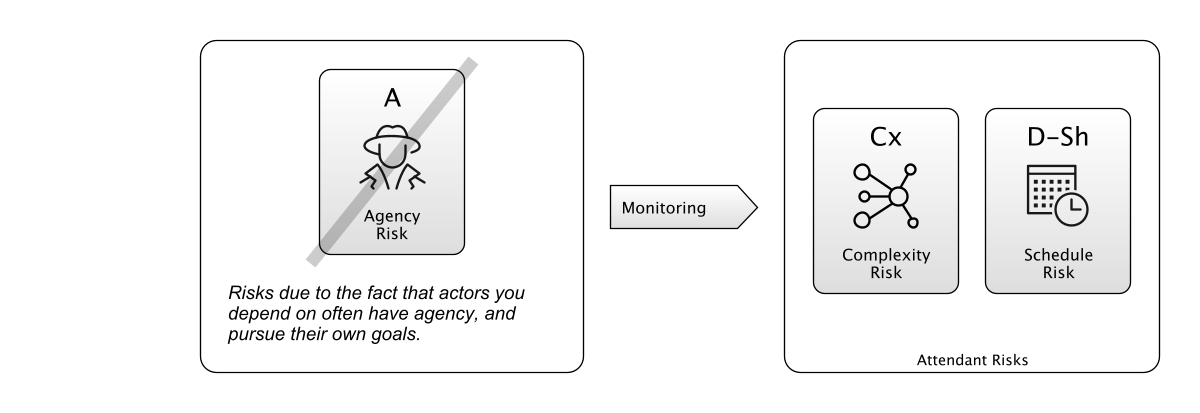 A
Agency
Risk
Risks due to the fact that actors you
depend on often have agency, and
pursue their own goals.
Monitoring
Cx
Complexity
Risk
D-Sh
Schedule
Risk
Attendant Risks